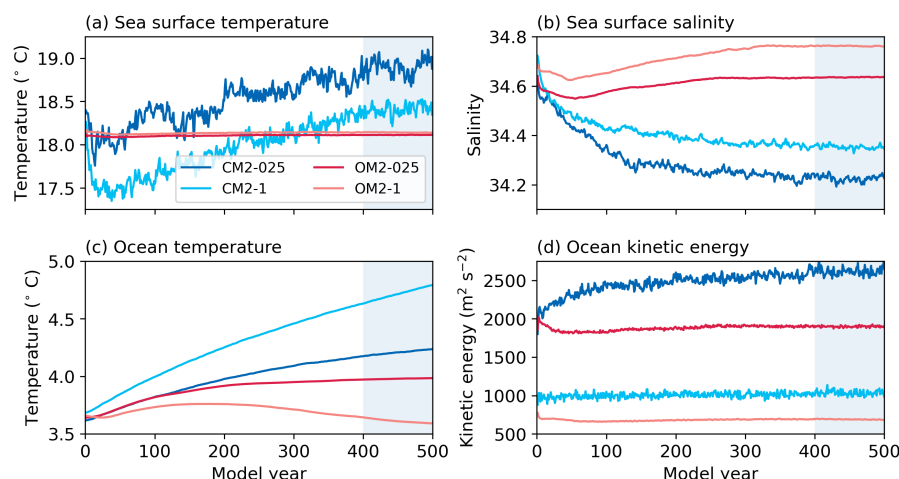 (a) Sea surface temperature
Temperature (° C)
19.0
18.5
18.0
17.5
CM2-025
CM2-1
OM2-025
OM2-1
(b) Sea surface salinity
Salinity
34.8
34.6
34.4
34.2
(c) Ocean temperature
Temperature (° C)
5.0
4.5
4.0
3.5
0 100 200 300 400 500
Model year
(d) Ocean kinetic energy
Kinetic energy (m² s⁻²)
2500
2000
1500
1000
500
0 100 200 300 400 500
Model year